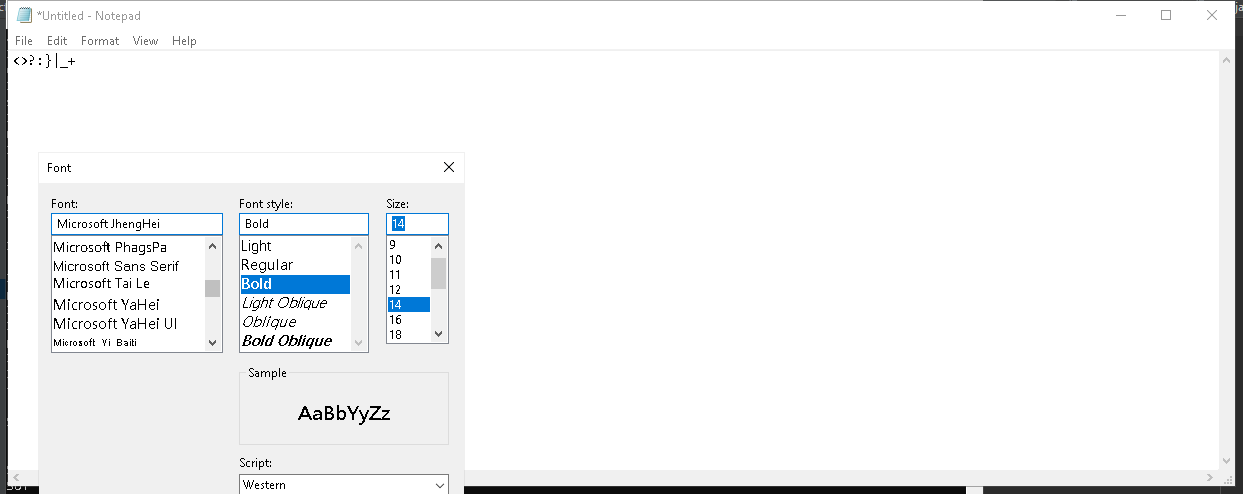 *Untitled - Notepad
File Edit Format View Help
<>?:}|_+
Font
Font: Font style: Size:
Microsoft JhengHei Bold 14
Microsoft PhagsPa
Microsoft Sans Serif
Microsoft Tai Le
Microsoft YaHei
Microsoft YaHei UI
Microsoft Yi Baiti
Light
Regular
Bold
Light Oblique
Oblique
Bold Oblique
9
10
11
12
14
16
18
Sample
AaBbYyZz
Script:
Western